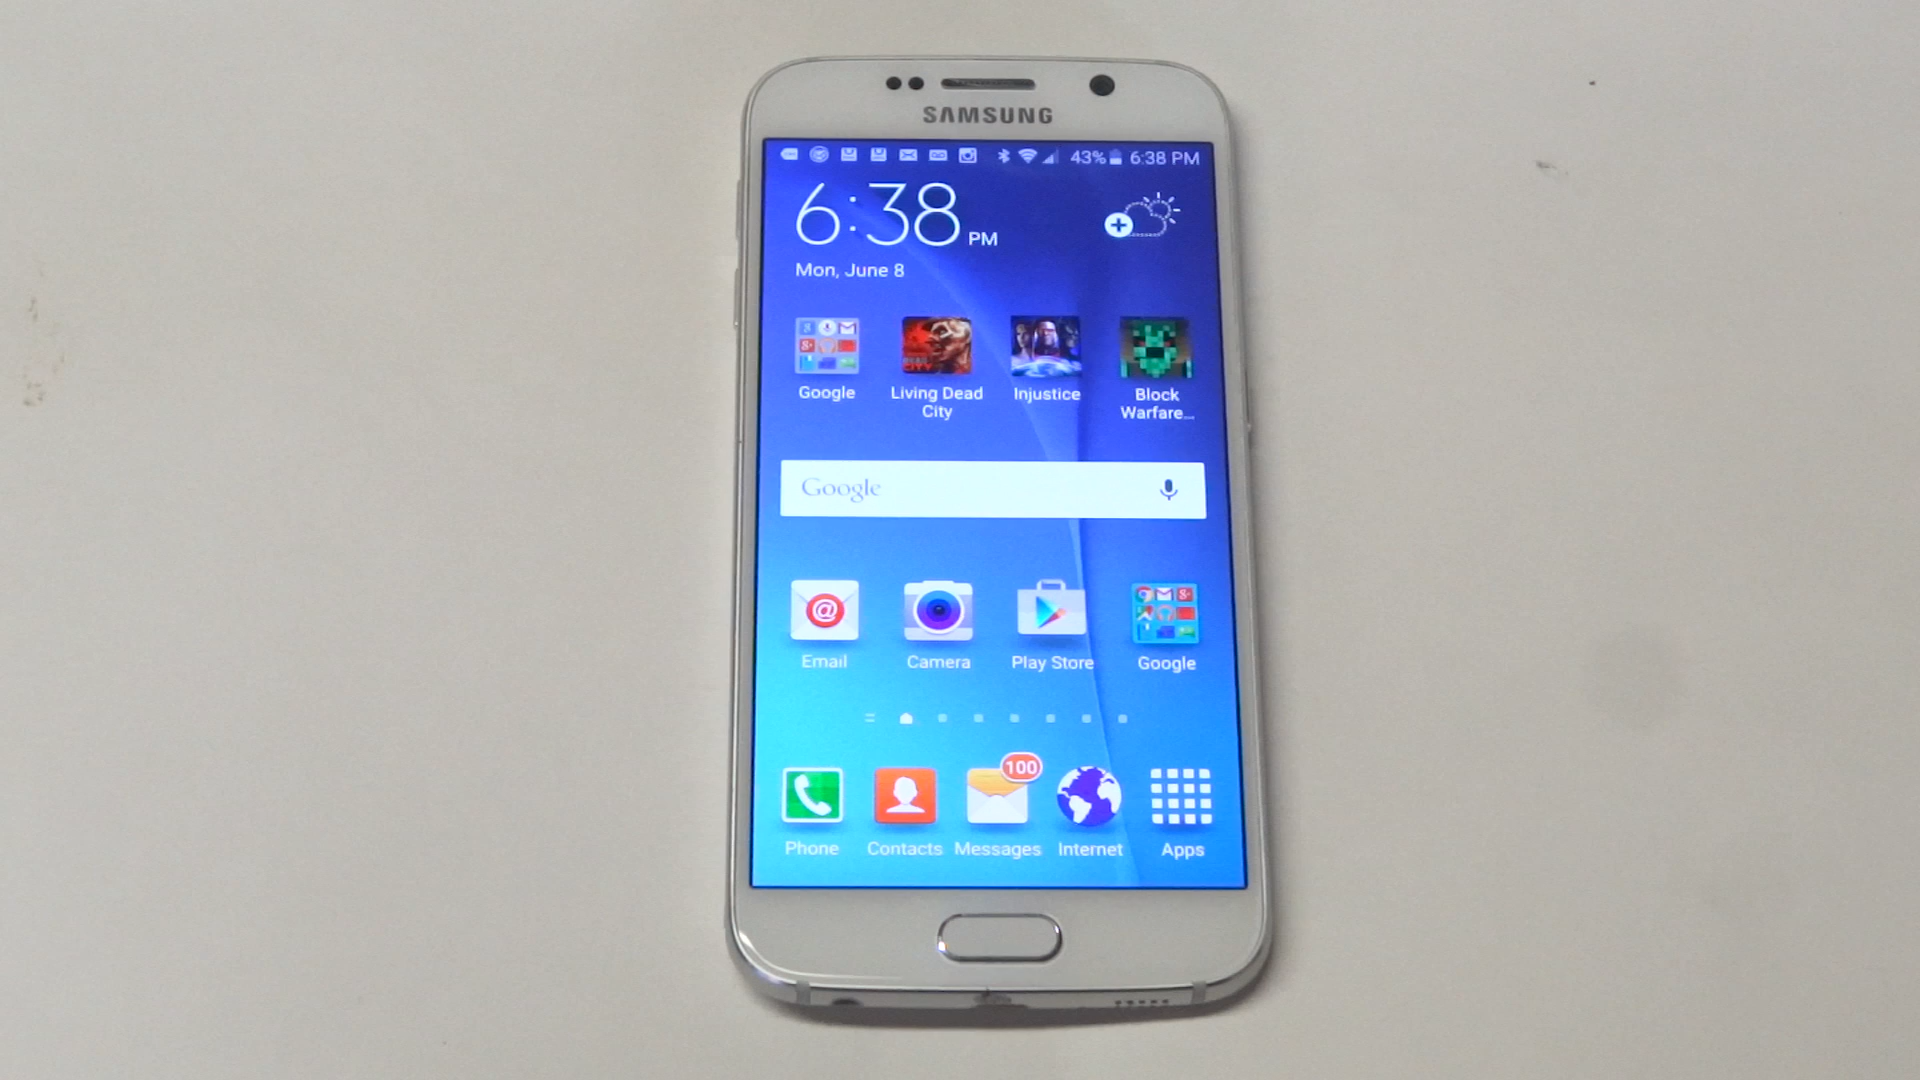 SAMSUNG
43% 6:38 PM
6:38 PM
Mon, June 8
Google
Living Dead
City
Injustice
Block
Warfare...
Google
Email
Camera
Play Store
Google
100
Phone
Contacts
Messages
Internet
Apps